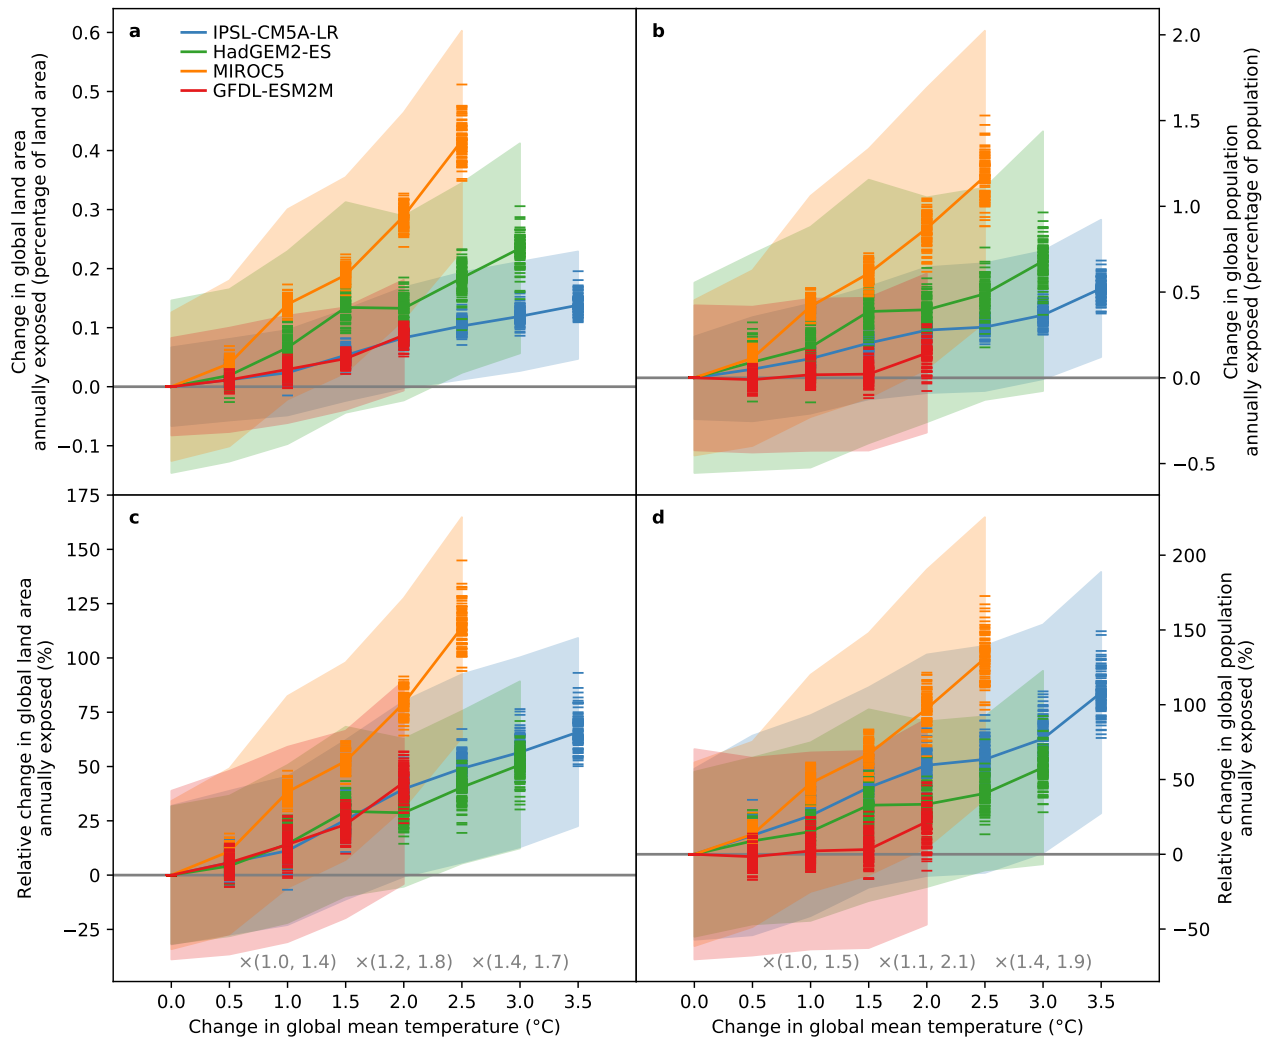 a
IPSL-CM5A-LR
HadGEM2-ES
MIROC5
GFDL-ESM2M
Change in global land area
annually exposed (percentage of land area)
0.6
0.5
0.4
0.3
0.2
0.1
0.0
−0.1
b
2.0
1.5
1.0
0.5
0.0
−0.5
Change in global population
annually exposed (percentage of population)
c
Relative change in global land area
annually exposed (%)
175
150
125
100
75
50
25
0
−25
×(1.0, 1.4) ×(1.2, 1.8) ×(1.4, 1.7)
0.0 0.5 1.0 1.5 2.0 2.5 3.0 3.5
Change in global mean temperature (°C)
d
200
150
100
50
0
−50
Relative change in global population
annually exposed (%)
×(1.0, 1.5) ×(1.1, 2.1) ×(1.4, 1.9)
0.0 0.5 1.0 1.5 2.0 2.5 3.0 3.5
Change in global mean temperature (°C)